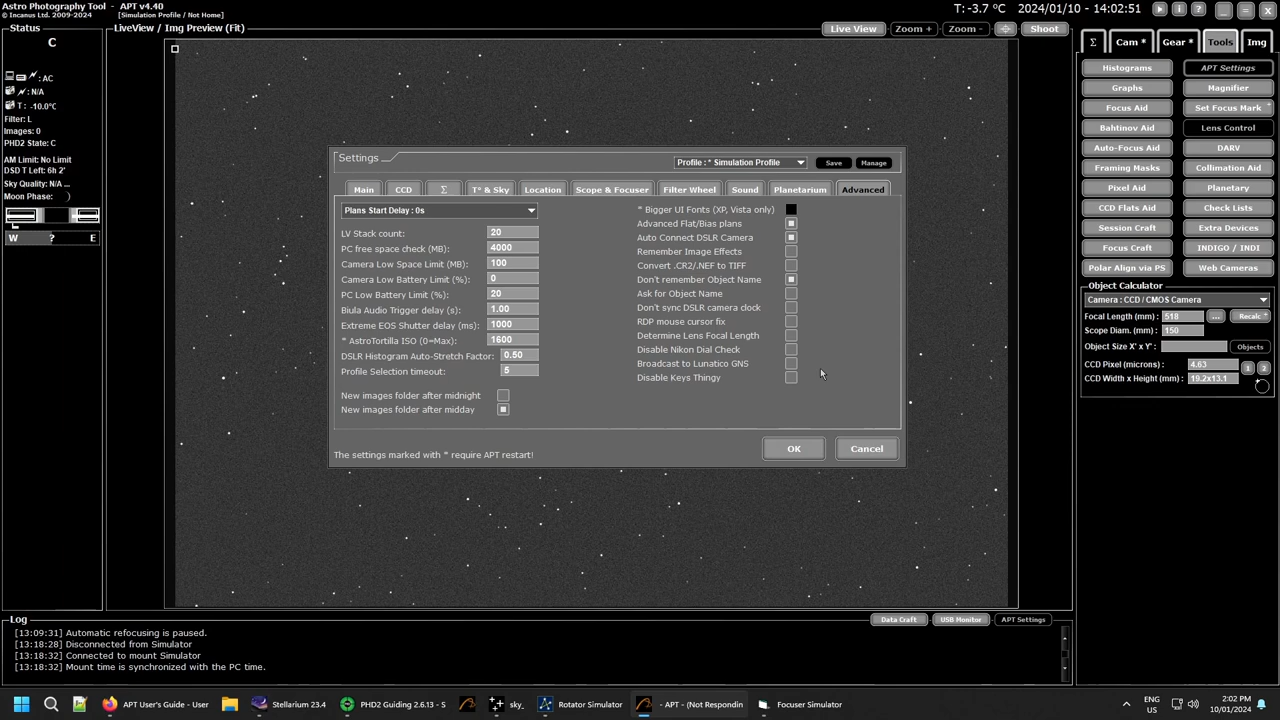 Astro Photography Tool - APT v4.40
© Incanus Ltd. 2009-2024 [Simulation Profile / Not Home]
T: -3.7 °C 2024/01/10 - 14:02:51
Status
C
: AC
: N/A
T : -10.0°C
Filter: L
Images: 0
PHD2 State: C
AM Limit: No Limit
DSD T Left: 6h 2'
Sky Quality: N/A ...
Moon Phase:
W ? E
LiveView / Img Preview (Fit)
Live View Zoom + Zoom - Shoot
Σ Cam * Gear * Tools Img
Histograms APT Settings
Graphs Magnifier
Focus Aid Set Focus Mark +
Bahtinov Aid Lens Control
Auto-Focus Aid DARV
Framing Masks Collimation Aid
Pixel Aid Planetary
CCD Flats Aid Check Lists
Session Craft Extra Devices
Focus Craft INDIGO / INDI
Polar Align via PS Web Cameras
Object Calculator
Camera : CCD / CMOS Camera
Focal Length (mm) : 518 ... Recalc +
Scope Diam. (mm) : 150
Object Size X' x Y' : Objects
CCD Pixel (microns) : 4.63 1 2
CCD Width x Height (mm) : 19.2x13.1
Settings
Profile : * Simulation Profile Save Manage
Main CCD Σ T° & Sky Location Scope & Focuser Filter Wheel Sound Planetarium Advanced
Plans Start Delay : 0s
LV Stack count: 20
PC free space check (MB): 4000
Camera Low Space Limit (MB): 100
Camera Low Battery Limit (%): 0
PC Low Battery Limit (%): 20
Biula Audio Trigger delay (s): 1.00
Extreme EOS Shutter delay (ms): 1000
* AstroTortilla ISO (0=Max): 1600
DSLR Histogram Auto-Stretch Factor: 0.50
Profile Selection timeout: 5
New images folder after midnight
New images folder after midday
* Bigger UI Fonts (XP, Vista only)
Advanced Flat/Bias plans
Auto Connect DSLR Camera
Remember Image Effects
Convert .CR2/.NEF to TIFF
Don't remember Object Name
Ask for Object Name
Don't sync DSLR camera clock
RDP mouse cursor fix
Determine Lens Focal Length
Disable Nikon Dial Check
Broadcast to Lunatico GNS
Disable Keys Thingy
The settings marked with * require APT restart!
OK Cancel
Log
Data Craft USB Monitor APT Settings
[13:09:31] Automatic refocusing is paused.
[13:18:28] Disconnected from Simulator
[13:18:32] Connected to mount Simulator
[13:18:32] Mount time is synchronized with the PC time.
APT User's Guide - User
Stellarium 23.4
PHD2 Guiding 2.6.13 - S
sky_
Rotator Simulator
- APT - (Not Respondin
Focuser Simulator
ENG
US
2:02 PM
10/01/2024